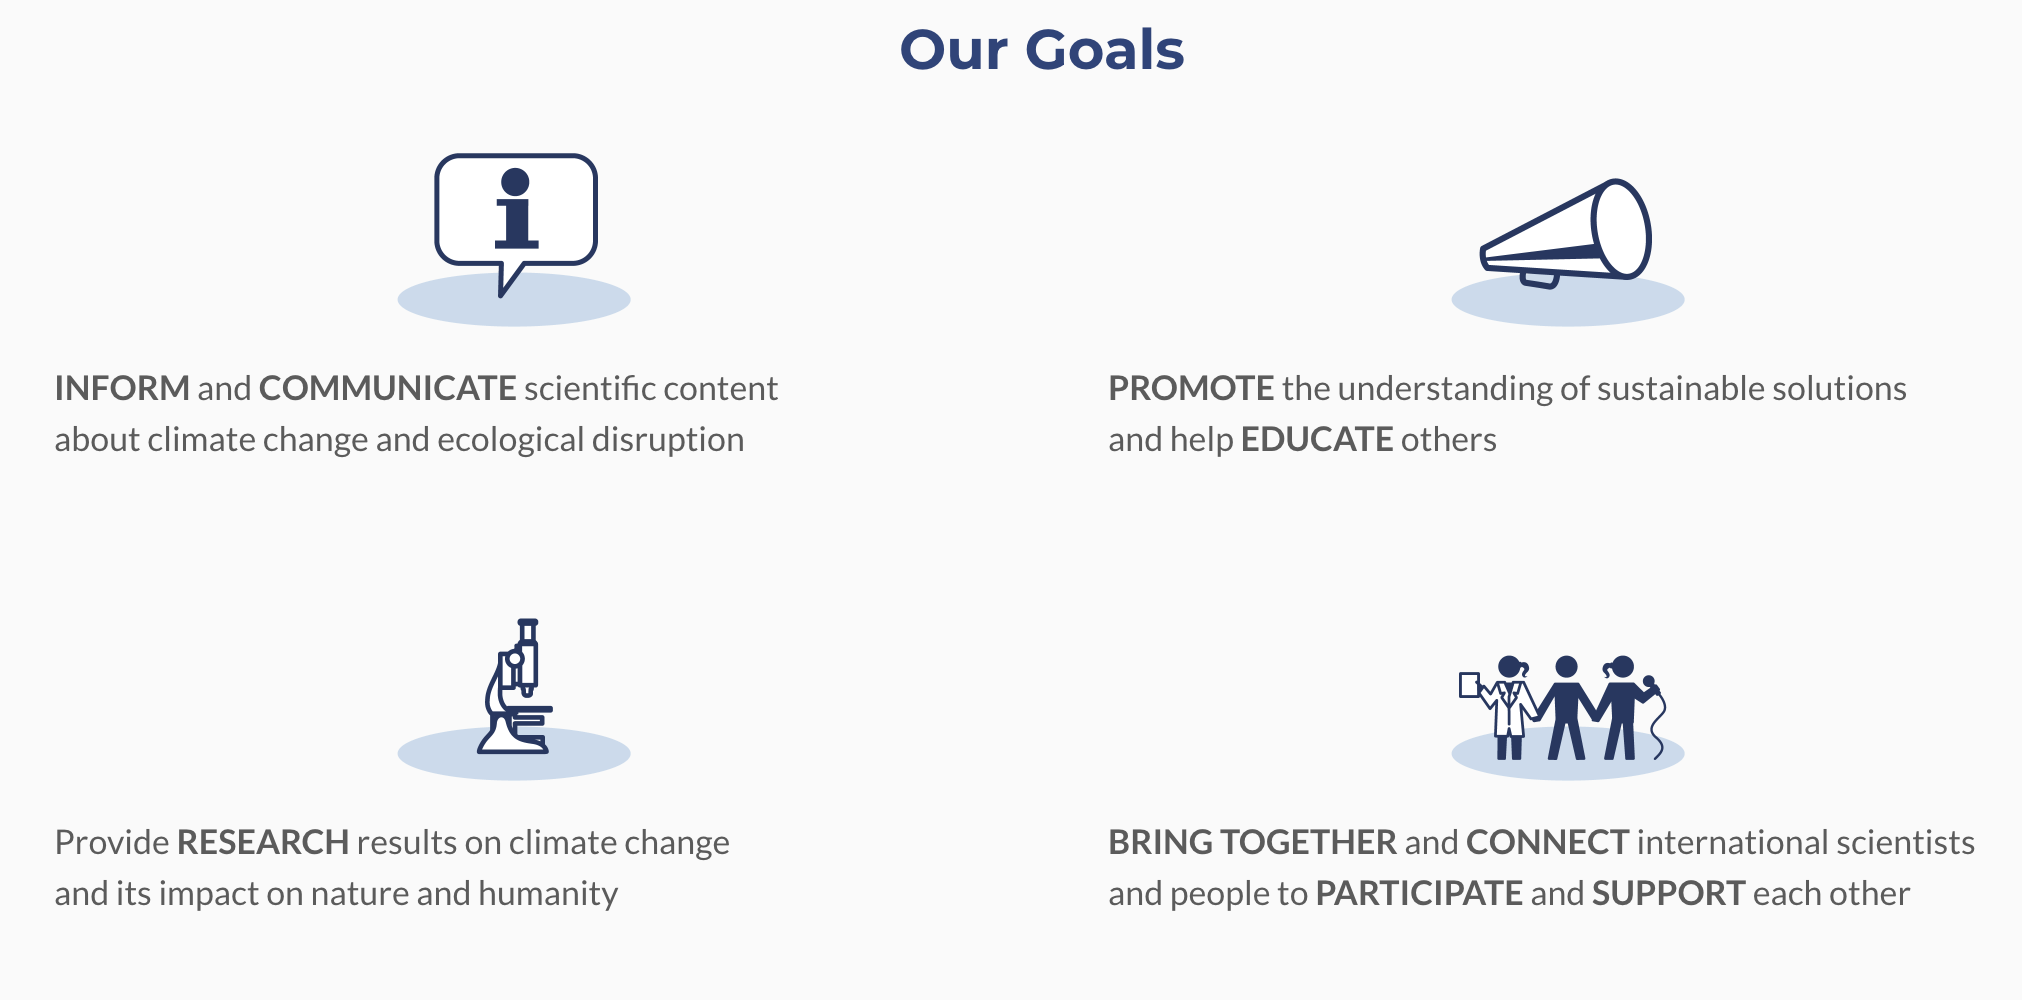 Our Goals
INFORM and COMMUNICATE scientific content
about climate change and ecological disruption
PROMOTE the understanding of sustainable solutions
and help EDUCATE others
Provide RESEARCH results on climate change
and its impact on nature and humanity
BRING TOGETHER and CONNECT international scientists
and people to PARTICIPATE and SUPPORT each other